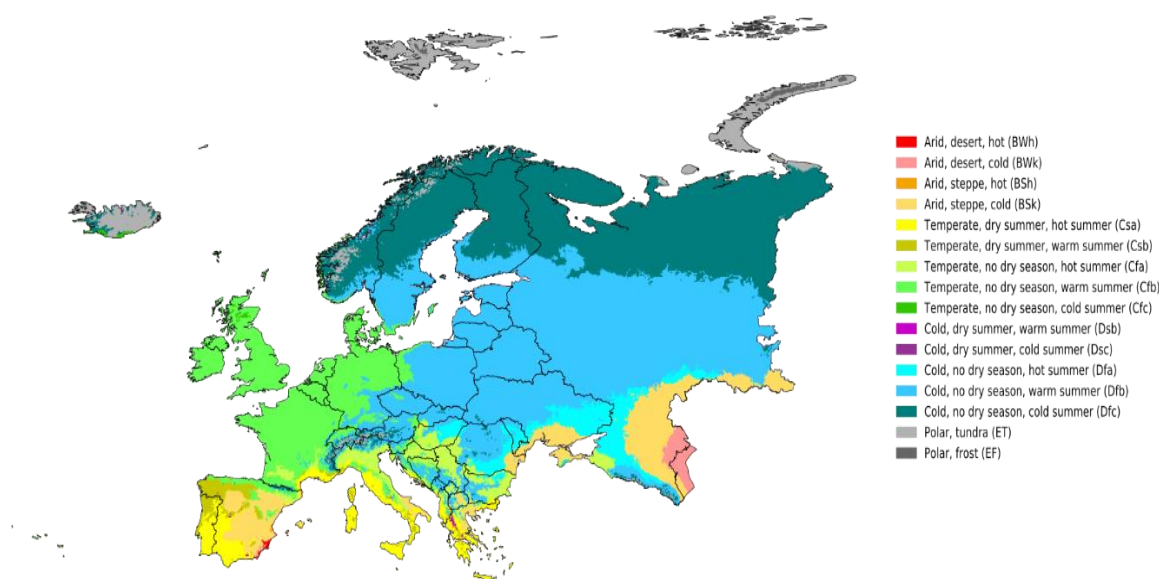 Arid, desert, hot (BWh)
Arid, desert, cold (BWk)
Arid, steppe, hot (BSh)
Arid, steppe, cold (BSk)
Temperate, dry summer, hot summer (Csa)
Temperate, dry summer, warm summer (Csb)
Temperate, no dry season, hot summer (Cfa)
Temperate, no dry season, warm summer (Cfb)
Temperate, no dry season, cold summer (Cfc)
Cold, dry summer, warm summer (Dsb)
Cold, dry summer, cold summer (Dsc)
Cold, no dry season, hot summer (Dfa)
Cold, no dry season, warm summer (Dfb)
Cold, no dry season, cold summer (Dfc)
Polar, tundra (ET)
Polar, frost (EF)